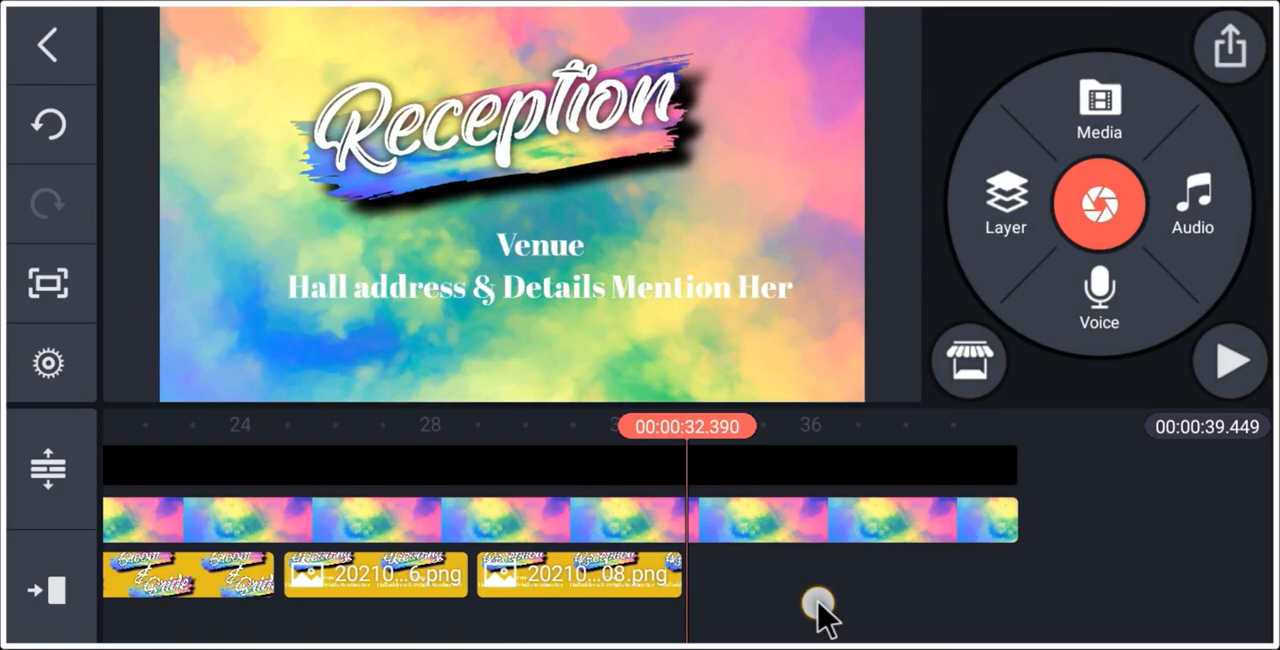 Reception
Venue
Hall address & Details Mention Her
Media
Layer
Audio
Voice
24
28
00:00:32.390
36
00:00:39.449
20210...6.png
20210...08.png